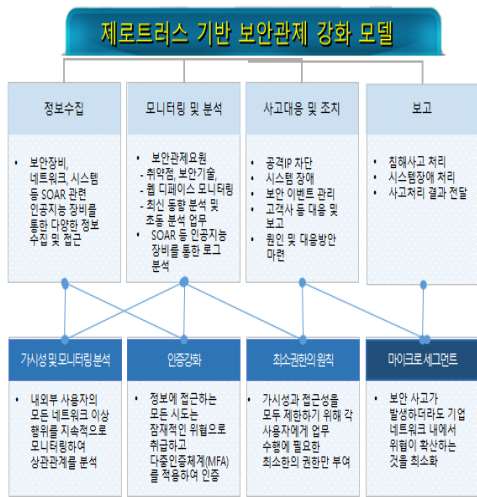 제로트러스 기반 보안관제 강화 모델
정보수집
• 보안장비,
네트워크, 시스템
등 SOAR 관련
인공지능 장비를
통한 다양한 정보
수집 및 접근
모니터링 및 분석
• 보안관제요원
- 취약점, 보안기술,
- 웹 디페이스 모니터링
- 최신 동향 분석 및
초동 분석 업무
• SOAR 등 인공지능
장비를 통한 로그
분석
사고대응 및 조치
• 공격IP 차단
• 시스템 장애
• 보안 이벤트 관리
• 고객사 등 대응 및
보고
• 원인 및 대응방안
마련
보고
• 침해사고 처리
• 시스템장애 처리
• 사고처리 결과 전달
가시성 및 모니터링 분석
• 내외부 사용자의
모든 네트워크 이상
행위를 지속적으로
모니터링하여
상관관계를 분석
인증강화
• 정보에 접근하는
모든 시도는
잠재적인 위협으로
취급하고
다중인증체계(MFA)
를 적용하여 인증
최소권한의 원칙
• 가시성과 접근성을
모두 제한하기 위해 각
사용자에게 업무
수행에 필요한
최소한의 권한만 부여
마이크로 세그먼트
• 보안 사고가
발생하더라도 기업
네트워크 내에서
위협이 확산하는
것을 최소화